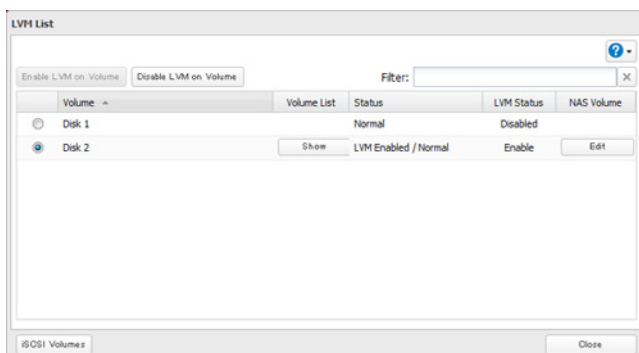 LVM List
?
Enable LVM on Volume Disable LVM on Volume Filter:
Volume Volume List Status LVM Status NAS Volume
Disk 1 Normal Disabled
Disk 2 Show LVM Enabled / Normal Enable Edit
iSCSI Volumes Close